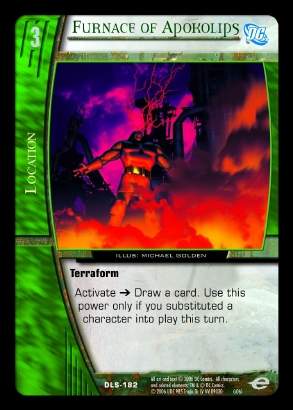 3
Furnace of Apokolips
DC
Location
Illus: Michael Golden
Terraform
Activate ➔ Draw a card. Use this
power only if you substituted a
character into play this turn.
DLS-182